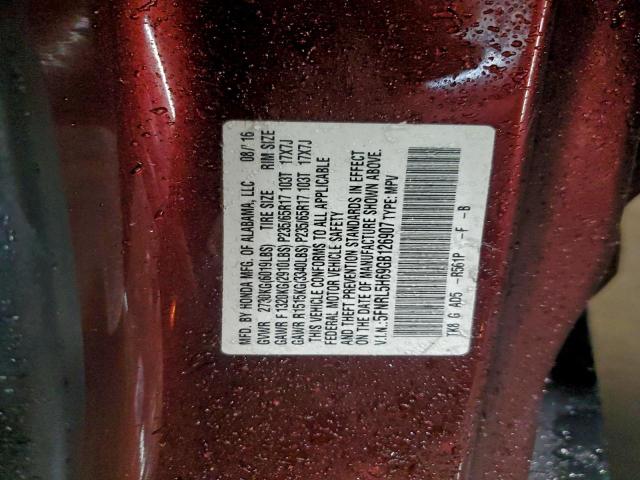 MFD. BY HONDA MFG. OF ALABAMA, LLC 08/'16
GVWR 2730KG(6019LBS) TIRE SIZE RIM SIZE
GAWR F 1320KG(2910LBS) P235/65R17 103T 17X7J
GAWR R1515KG(3340LBS) P235/65R17 103T 17X7J
THIS VEHICLE CONFORMS TO ALL APPLICABLE
FEDERAL MOTOR VEHICLE SAFETY
AND THEFT PREVENTION STANDARDS IN EFFECT
ON THE DATE OF MANUFACTURE SHOWN ABOVE.
V.I.N.:5FNRL5H69GB126907 TYPE: MPV
TK8 G AD5 -R561P -F -B